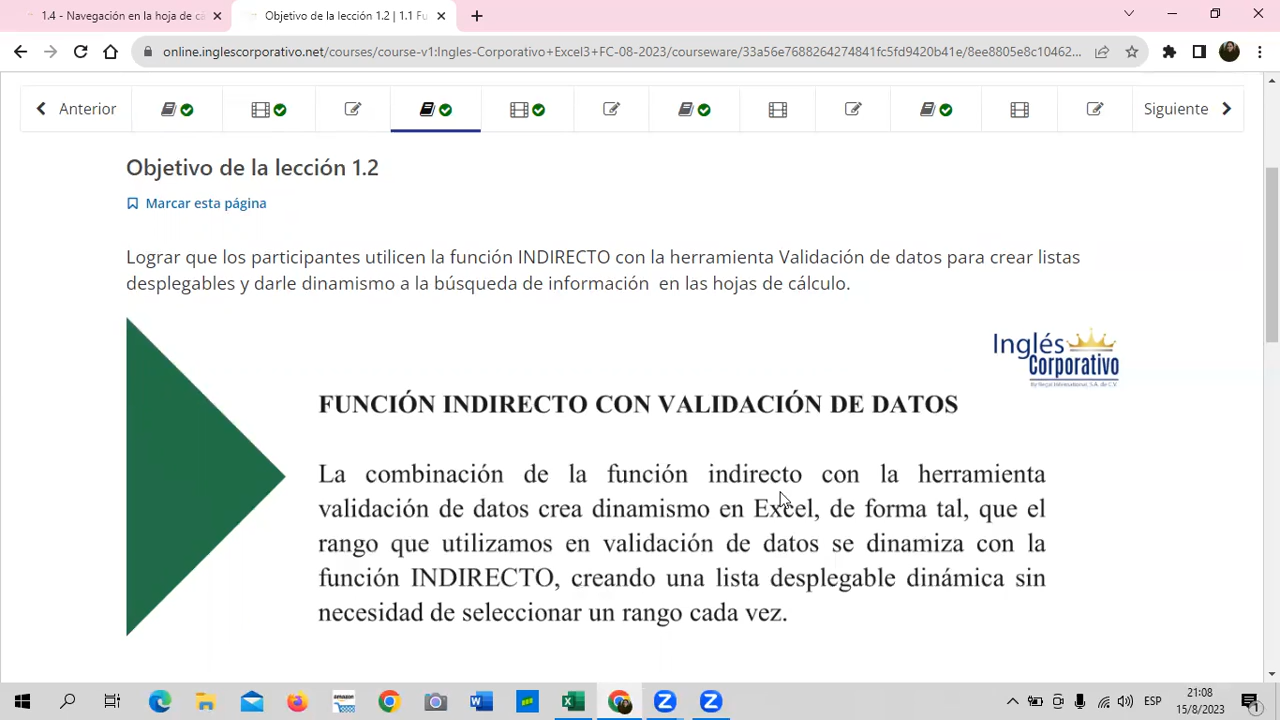 1.4 - Navegación en la hoja de cá
Objetivo de la lección 1.2 | 1.1 Fu
online.inglescorporativo.net/courses/course-v1:Ingles-Corporativo+Excel3+FC-08-2023/courseware/33a56e7688264274841fc5fd9420b41e/8ee8805e8c10462...
Anterior
Siguiente
Objetivo de la lección 1.2
Marcar esta página
Lograr que los participantes utilicen la función INDIRECTO con la herramienta Validación de datos para crear listas
desplegables y darle dinamismo a la búsqueda de información en las hojas de cálculo.
Inglés
Corporativo
FUNCIÓN INDIRECTO CON VALIDACIÓN DE DATOS
La combinación de la función indirecto con la herramienta
validación de datos crea dinamismo en Excel, de forma tal, que el
rango que utilizamos en validación de datos se dinamiza con la
función INDIRECTO, creando una lista desplegable dinámica sin
necesidad de seleccionar un rango cada vez.
ESP
21:08
15/8/2023